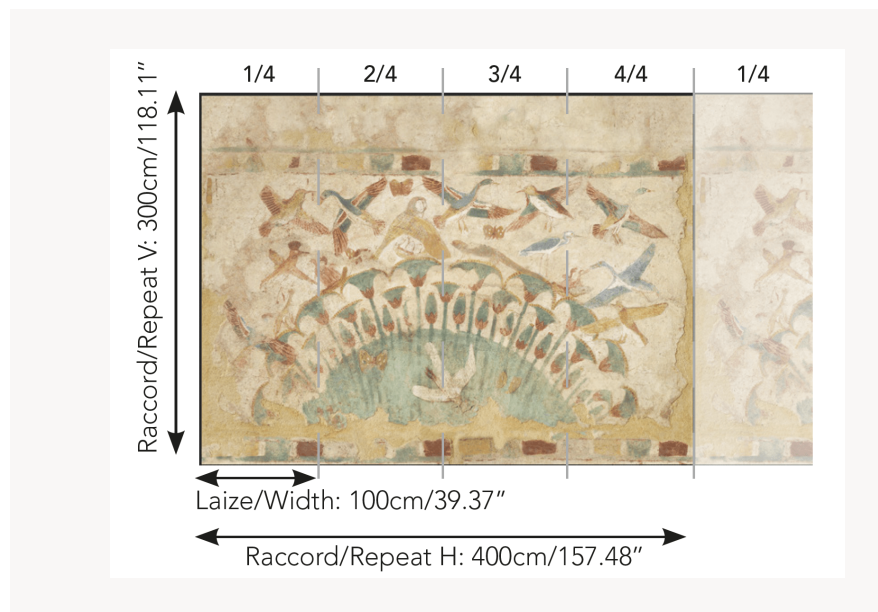 1/4 2/4 3/4 4/4 1/4
Raccord/Repeat V: 300cm/118.11”
Laize/Width: 100cm/39.37”
Raccord/Repeat H: 400cm/157.48”